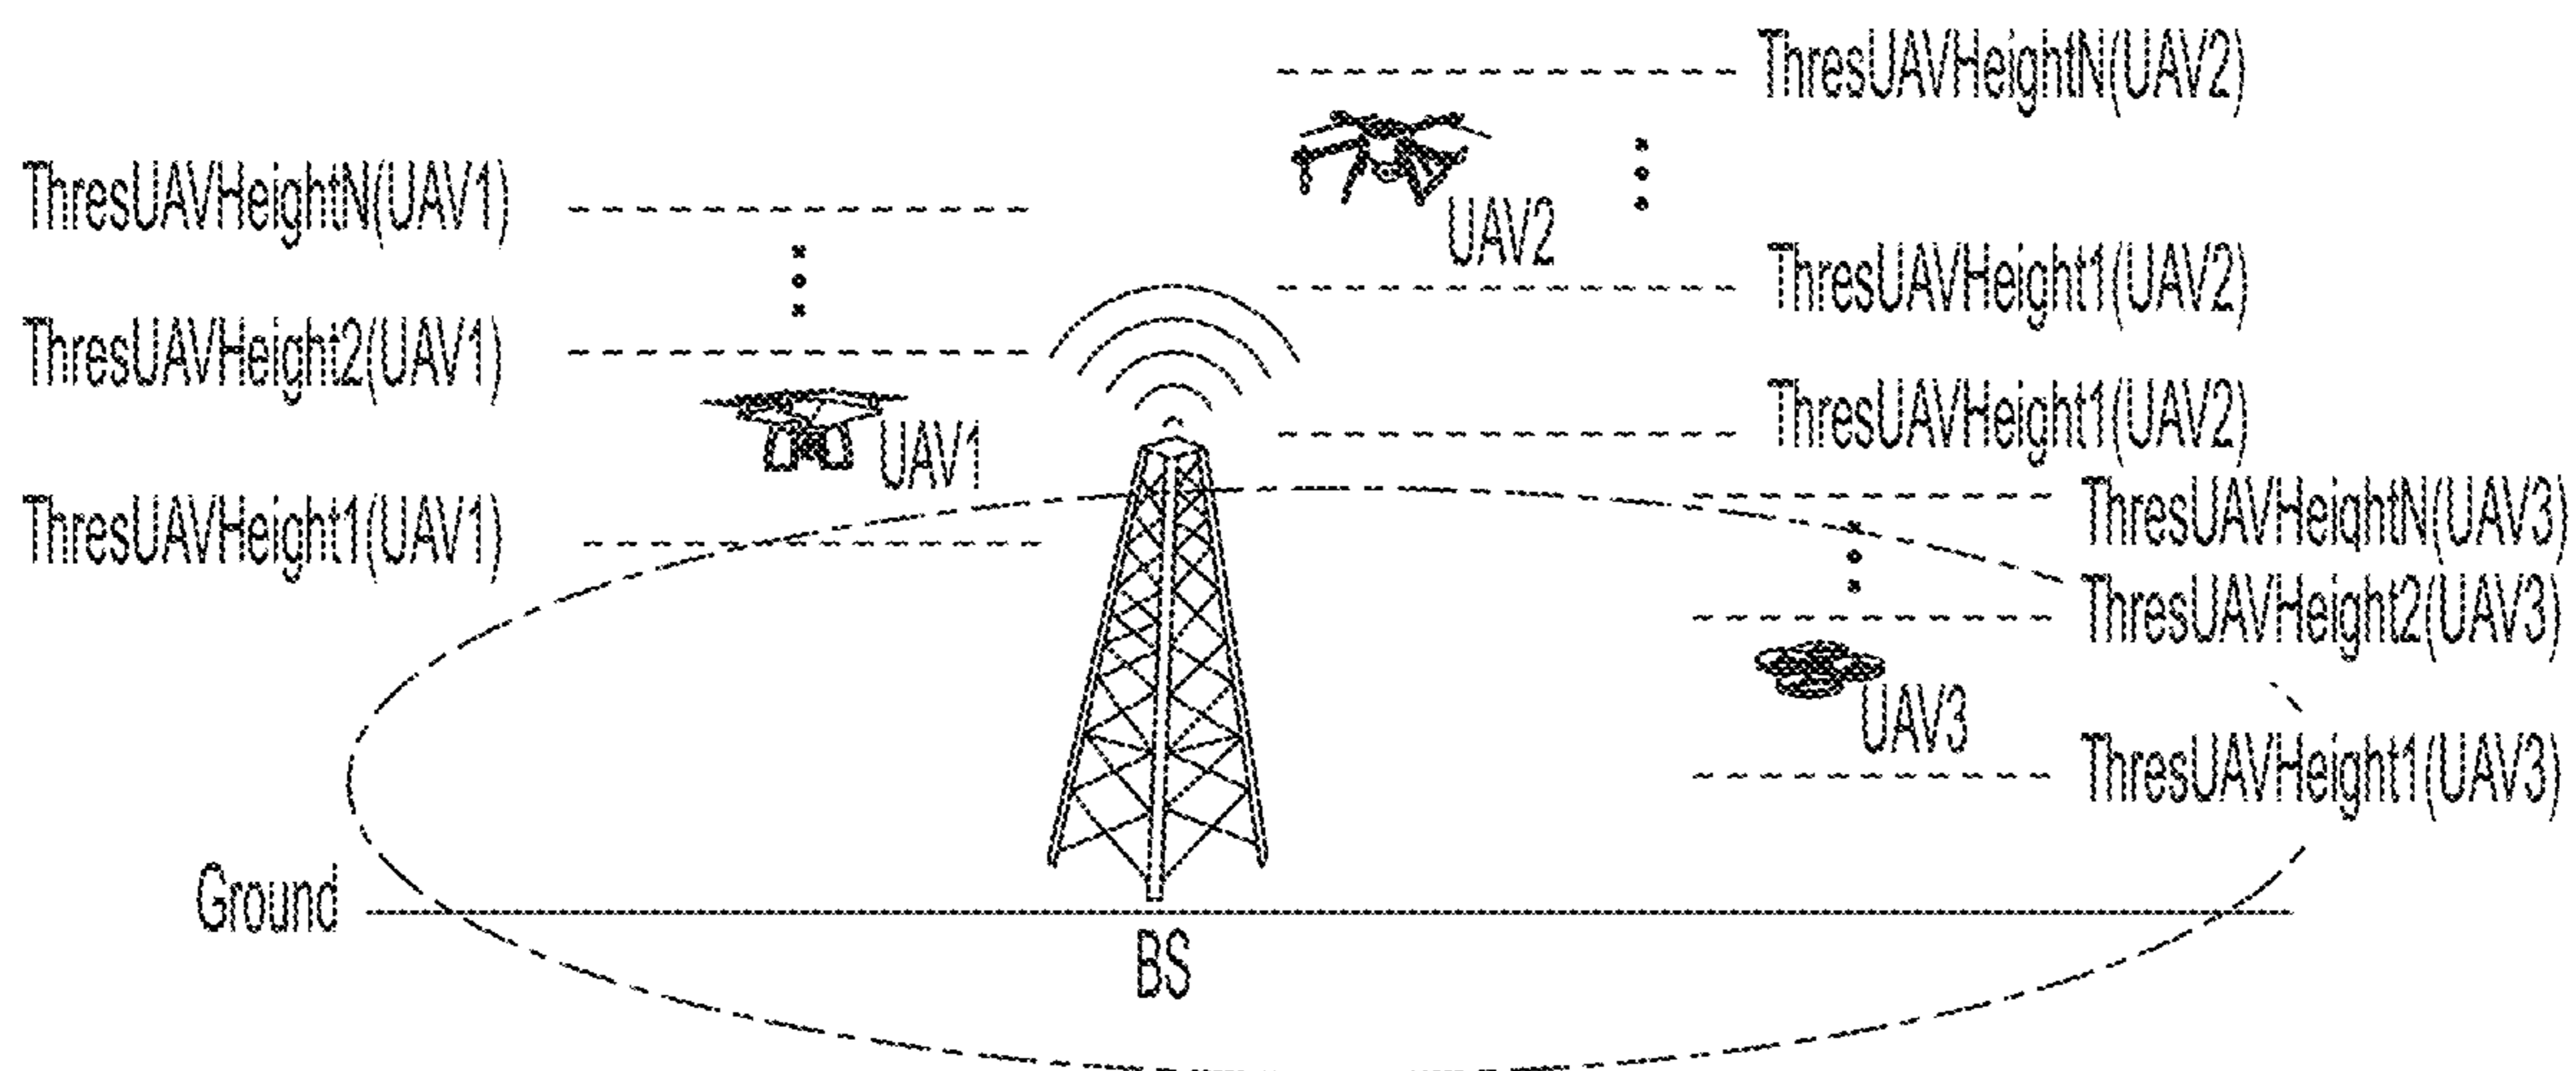 ThresUAVHeightN(UAV2)
ThresUAVHeightN(UAV1)
UAV2
ThresUAVHeight1(UAV2)
ThresUAVHeight2(UAV1)
ThresUAVHeight1(UAV2)
UAV1
ThresUAVHeightN(UAV3)
ThresUAVHeight1(UAV1)
ThresUAVHeight2(UAV3)
UAV3
ThresUAVHeight1(UAV3)
Ground
BS